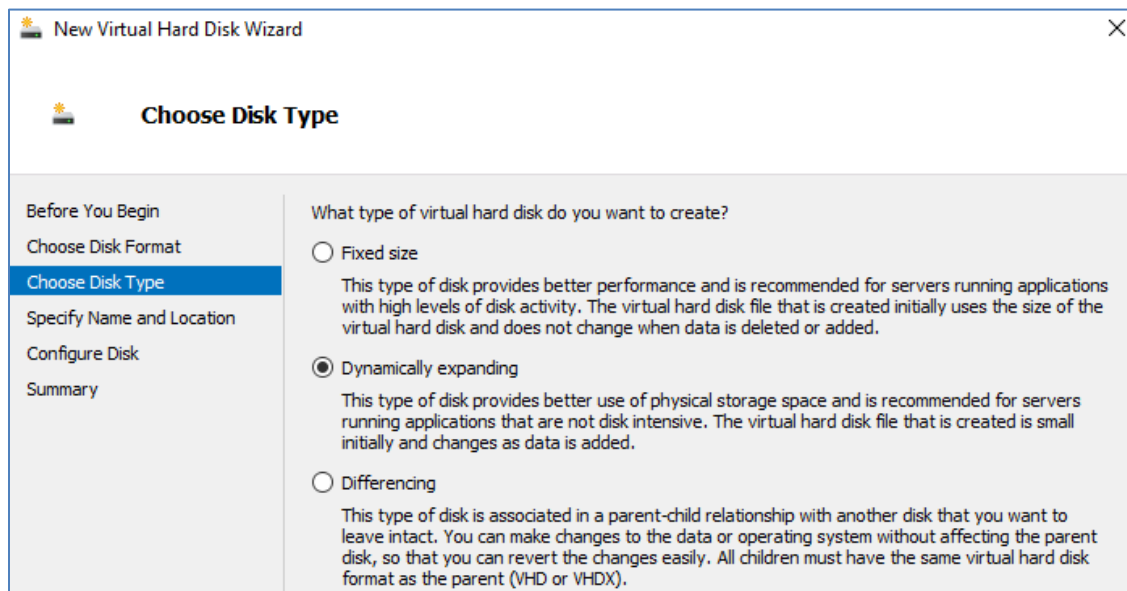 New Virtual Hard Disk Wizard
Choose Disk Type
Before You Begin
Choose Disk Format
Choose Disk Type
Specify Name and Location
Configure Disk
Summary
What type of virtual hard disk do you want to create?
Fixed size
This type of disk provides better performance and is recommended for servers running applications
with high levels of disk activity. The virtual hard disk file that is created initially uses the size of the
virtual hard disk and does not change when data is deleted or added.
Dynamically expanding
This type of disk provides better use of physical storage space and is recommended for servers
running applications that are not disk intensive. The virtual hard disk file that is created is small
initially and changes as data is added.
Differencing
This type of disk is associated in a parent-child relationship with another disk that you want to
leave intact. You can make changes to the data or operating system without affecting the parent
disk, so that you can revert the changes easily. All children must have the same virtual hard disk
format as the parent (VHD or VHDX).